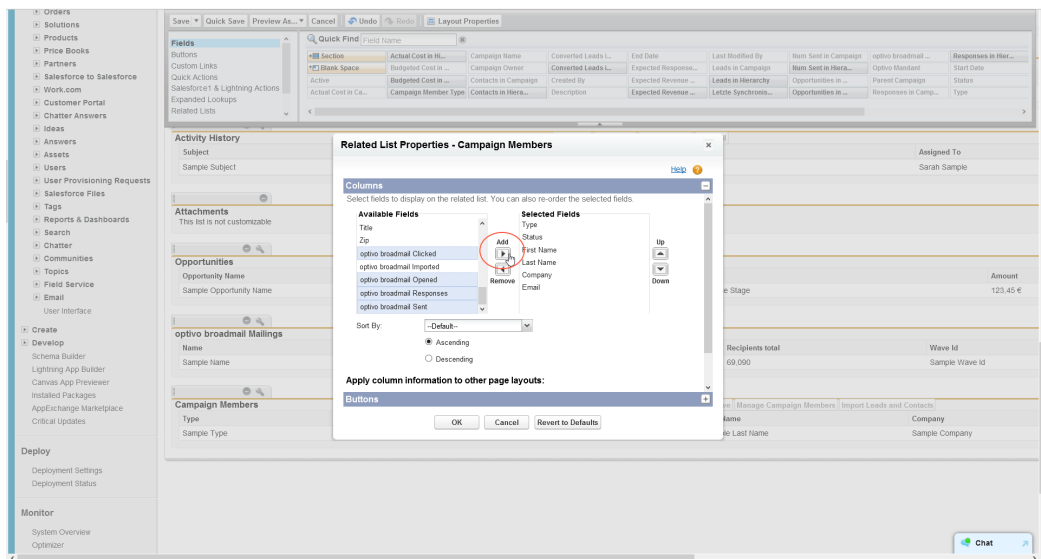 Orders
Solutions
Products
Price Books
Partners
Salesforce to Salesforce
Work.com
Customer Portal
Chatter Answers
Ideas
Answers
Assets
Users
User Provisioning Requests
Salesforce Files
Tags
Reports & Dashboards
Search
Chatter
Communities
Topics
Field Service
Email
User Interface
Create
Develop
Schema Builder
Lightning App Builder
Canvas App Previewer
Installed Packages
AppExchange Marketplace
Critical Updates
Deploy
Deployment Settings
Deployment Status
Monitor
System Overview
Optimizer
Save Quick Save Preview As... Cancel Undo Redo Layout Properties
Fields
Buttons
Custom Links
Quick Actions
Salesforce1 & Lightning Actions
Expanded Lookups
Related Lists
Quick Find Field Name
Section Actual Cost in Hi... Campaign Name Converted Leads i... End Date Last Modified By Num Sent in Campaign optivo broadmail ... Responses in Hier...
Blank Space Budgeted Cost in ... Campaign Owner Converted Leads i... Expected Response... Leads in Campaign Num Sent in Hiera... Optivo Mandant Start Date
Active Budgeted Cost in ... Contacts in Campaign Created By Expected Revenue ... Leads in Hierarchy Opportunities in ... Parent Campaign Status
Actual Cost in Ca... Campaign Member Type Contacts in Hiera... Description Expected Revenue ... Letzte Synchronis... Opportunities in ... Responses in Camp... Type
Activity History
Subject Assigned To
Sample Subject Sarah Sample
Attachments
This list is not customizable
Opportunities
Opportunity Name Amount
Sample Opportunity Name e Stage 123,45 €
optivo broadmail Mailings
Name Recipients total Wave Id
Sample Name 69,090 Sample Wave Id
Campaign Members
Manage Campaign Members Import Leads and Contacts
Type Name Company
Sample Type Last Name Sample Company
Related List Properties - Campaign Members
Help
Columns
Select fields to display on the related list. You can also re-order the selected fields.
Available Fields
Title
Zip
optivo broadmail Clicked
optivo broadmail Imported
optivo broadmail Opened
optivo broadmail Responses
optivo broadmail Sent
Add
Remove
Selected Fields
Type
Status
First Name
Last Name
Company
Email
Up
Down
Sort By: --Default--
Ascending
Descending
Apply column information to other page layouts:
Buttons
OK Cancel Revert to Defaults
Chat